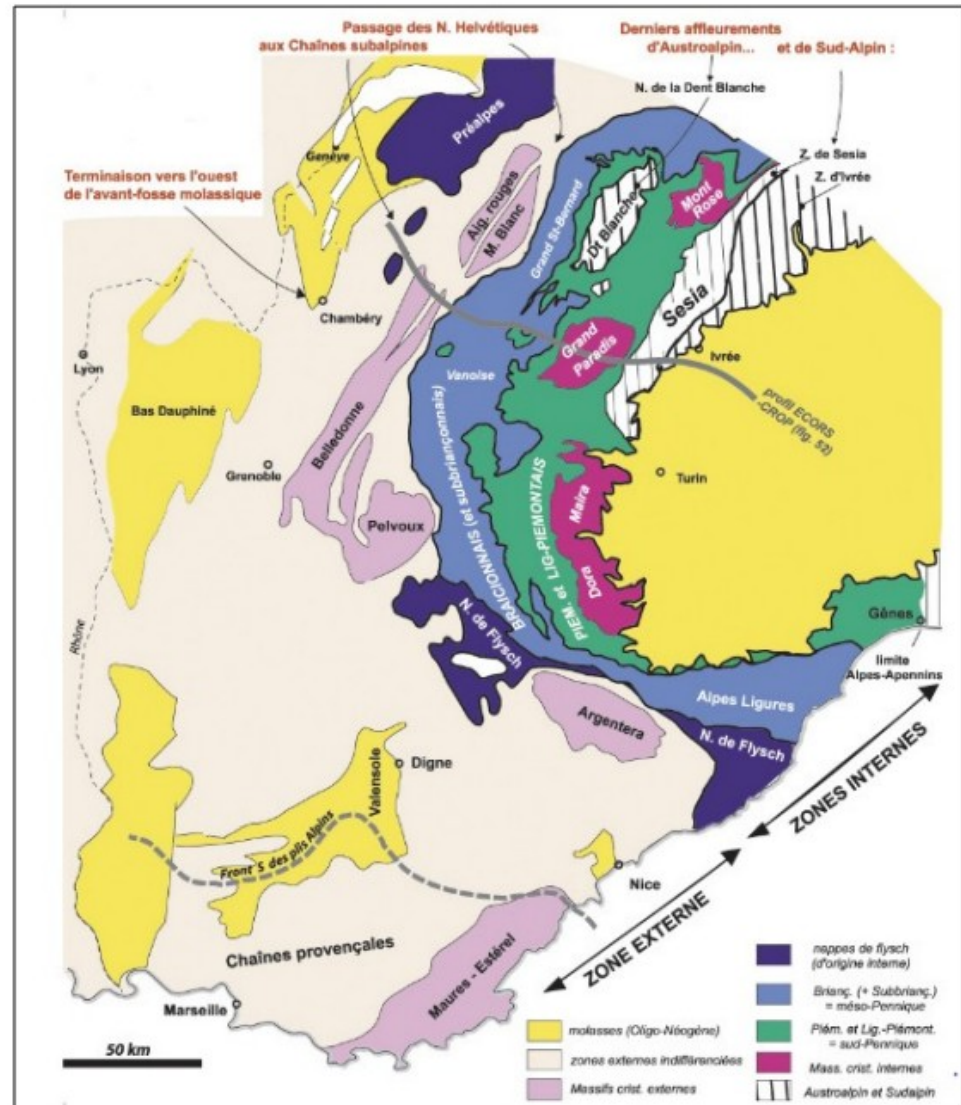 Passage des N. Helvétiques
aux Chaînes subalpines
Derniers affleurements
d'Austroalpin...
et de Sud-Alpin :
N. de la Dent Blanche
Préalpes
Genève
Z. de Sesia
Z. d'Ivrée
Terminaison vers l'ouest
de l'avant-fosse molassique
Aig. rouges
M. Blanc
Grand St-Bernard
Dt Blanche
Mont
Rose
Chambéry
Sesia
Lyon
Grand
Paradis
Ivrée
Vanoise
Bas Dauphiné
Belledonne
profil ECORS
-CROP (fig. 52)
Grenoble
Turin
BRAICIONNAIS (et subbriançonnais)
PIEM. et LIG-PIEMONTAIS
Maira
Dora
Pelvoux
Rhône
N. de Flysch
Gênes
limite
Alpes-Apennins
Alpes Ligures
Argentera
N. de Flysch
Digne
Valensole
ZONES INTERNES
Front S des plis Alpins
Nice
ZONE EXTERNE
Chaînes provençales
Maures - Estérel
Marseille
50 km
molasses (Oligo-Néogène)
zones externes indifférenciées
Massifs crist. externes
nappes de flysch
(d'origine interne)
Brianç. (+ Subbrianç.)
= méso-Pennique
Piém. et Lig.-Piémont.
= sud-Pennique
Mass. crist. internes
Austroalpin et Sudalpin